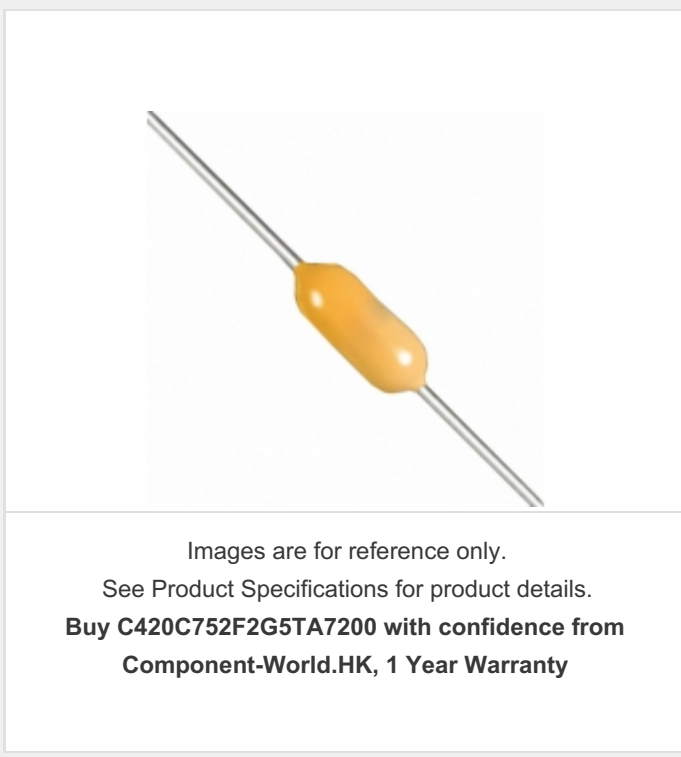 Images are for reference only.
See Product Specifications for product details.
Buy C420C752F2G5TA7200 with confidence from
Component-World.HK, 1 Year Warranty